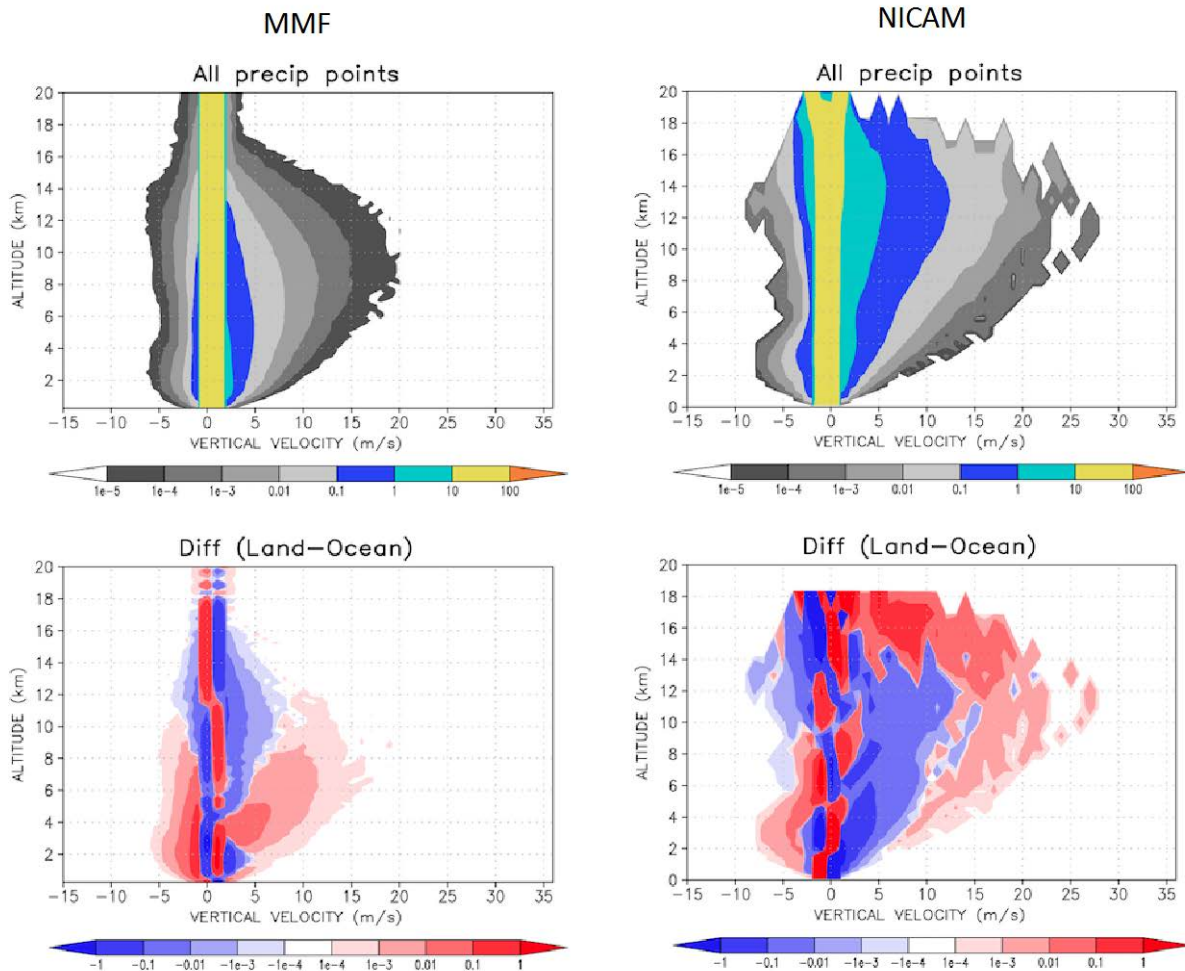 MMF
NICAM
All precip points
ALTITUDE (km)
20
18
16
14
12
10
8
6
4
2
-15 -10 -5 0 5 10 15 20 25 30 35
VERTICAL VELOCITY (m/s)
1e-5 1e-4 1e-3 0.01 0.1 1 10 100
All precip points
ALTITUDE (km)
20
18
16
14
12
10
8
6
4
2
0
-15 -10 -5 0 5 10 15 20 25 30 35
VERTICAL VELOCITY (m/s)
1e-5 1e-4 1e-3 0.01 0.1 1 10 100
Diff (Land-Ocean)
ALTITUDE (km)
20
18
16
14
12
10
8
6
4
2
-15 -10 -5 0 5 10 15 20 25 30 35
VERTICAL VELOCITY (m/s)
-1 -0.1 -0.01 -1e-3 -1e-4 1e-4 1e-3 0.01 0.1 1
Diff (Land-Ocean)
ALTITUDE (km)
20
18
16
14
12
10
8
6
4
2
0
-15 -10 -5 0 5 10 15 20 25 30 35
VERTICAL VELOCITY (m/s)
-1 -0.1 -0.01 -1e-3 -1e-4 1e-4 1e-3 0.01 0.1 1